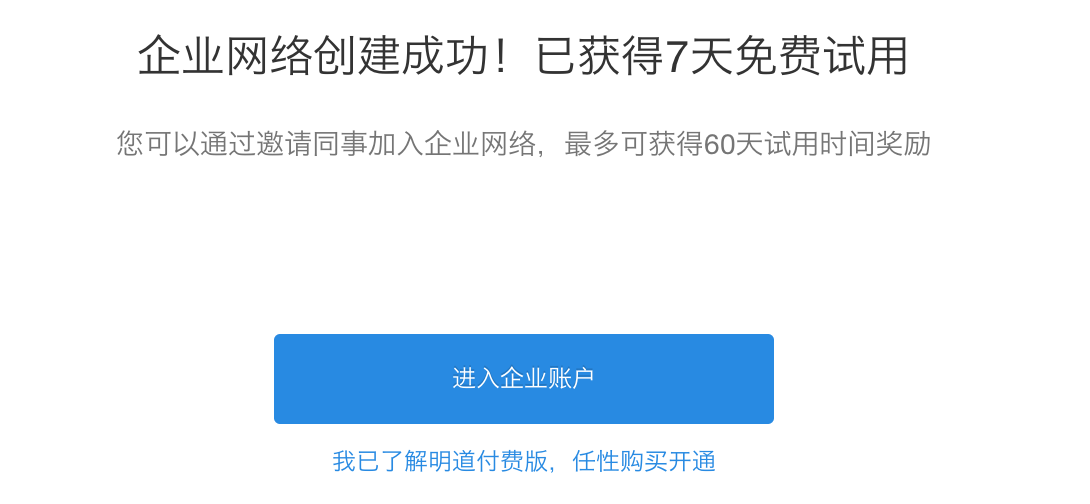 企业网络创建成功！已获得7天免费试用
您可以通过邀请同事加入企业网络，最多可获得60天试用时间奖励
进入企业账户
我已了解明道付费版，任性购买开通